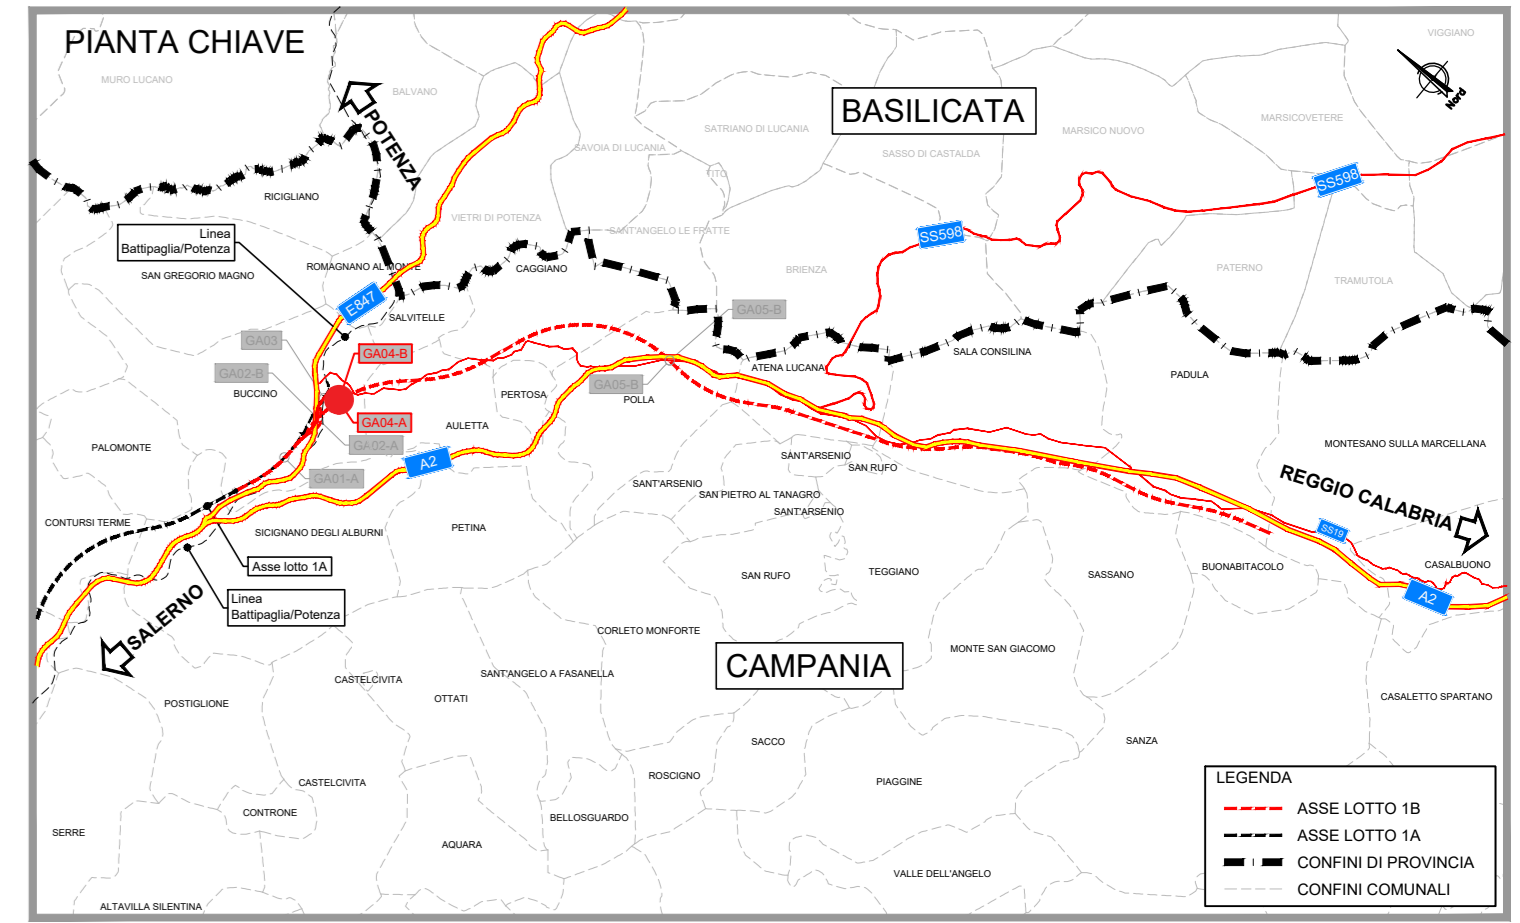 PIANTA CHIAVE
VIGGIANO
MURO LUCANO
BALVANO
Nord
BASILICATA
POTENZA
SATRIANO DI LUCANIA
MARSICO NUOVO
MARSICOVETERE
SAVOIA DI LUCANIA
SASSO DI CASTALDA
TITO
SS598
RICIGLIANO
VIETRI DI POTENZA
SANT'ANGELO LE FRATTE
SS598
Linea
Battipaglia/Potenza
SAN GREGORIO MAGNO
ROMAGNANO AL MONTE
CAGGIANO
BRIENZA
PATERNO
TRAMUTOLA
E847
SALVITELLE
GA05-B
GA03
GA04-B
SALA CONSILINA
GA02-B
ATENA LUCANA
PADULA
GA05-B
BUCCINO
PERTOSA
POLLA
GA04-A
AULETTA
GA02-A
PALOMONTE
MONTESANO SULLA MARCELLANA
A2
SANT'ARSENIO
SAN RUFO
GA01-A
SANT'ARSENIO
SAN PIETRO AL TANAGRO
SANT'ARSENIO
REGGIO CALABRIA
CONTURSI TERME
SICIGNANO DEGLI ALBURNI
PETINA
SS19
Asse lotto 1A
SAN RUFO
TEGGIANO
SASSANO
BUONABITACOLO
CASALBUONO
A2
Linea
Battipaglia/Potenza
SALERNO
CORLETO MONFORTE
MONTE SAN GIACOMO
CAMPANIA
CASTELCIVITA
SANT'ANGELO A FASANELLA
OTTATI
POSTIGLIONE
CASALETTO SPARTANO
SACCO
SANZA
ROSCIGNO
PIAGGINE
CASTELCIVITA
CONTRONE
BELLOSGUARDO
SERRE
AQUARA
VALLE DELL'ANGELO
ALTAVILLA SILENTINA
LEGENDA
ASSE LOTTO 1B
ASSE LOTTO 1A
CONFINI DI PROVINCIA
CONFINI COMUNALI